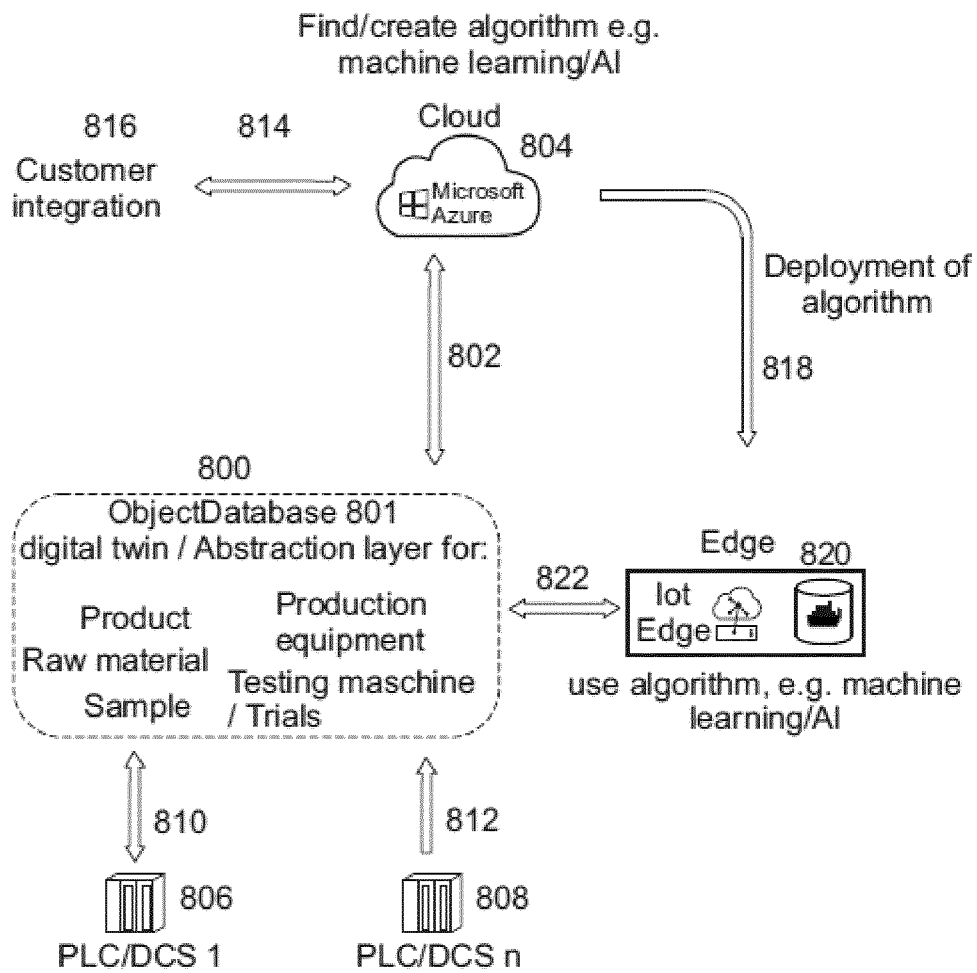 Find/create algorithm e.g.
machine learning/AI
Cloud
816
814
804
Customer
integration
Microsoft
Azure
Deployment of
algorithm
802
818
800
ObjectDatabase 801
digital twin / Abstraction layer for:
Product
Raw material
Sample
Production
equipment
Testing maschine
/ Trials
822
Edge
820
Iot
Edge
use algorithm, e.g. machine
learning/AI
810
812
806
808
PLC/DCS 1
PLC/DCS n